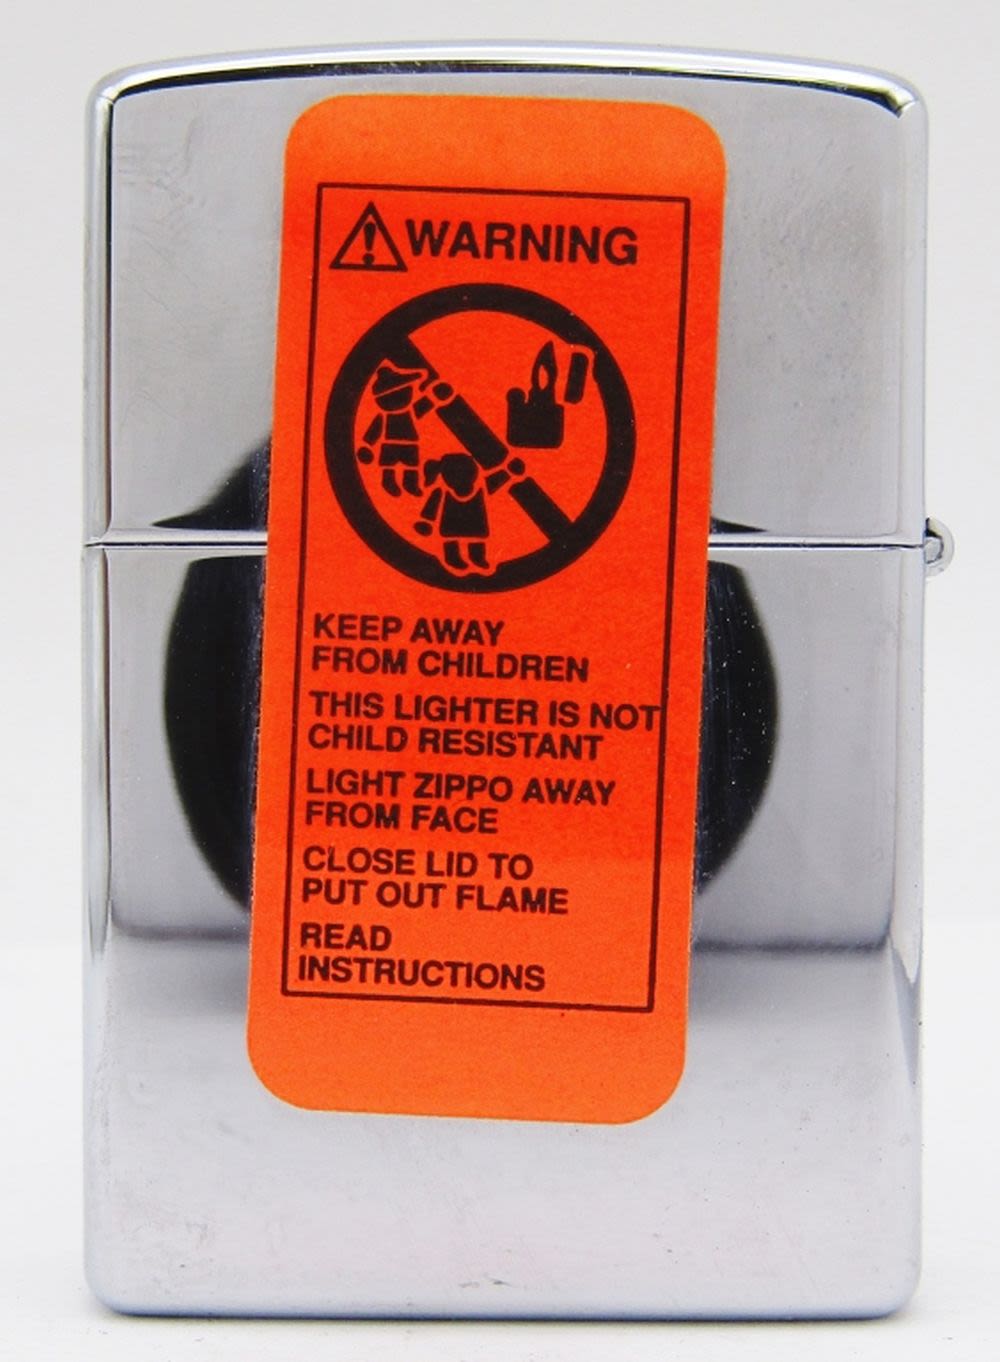 WARNING
KEEP AWAY
FROM CHILDREN
THIS LIGHTER IS NOT
CHILD RESISTANT
LIGHT ZIPPO AWAY
FROM FACE
CLOSE LID TO
PUT OUT FLAME
READ
INSTRUCTIONS